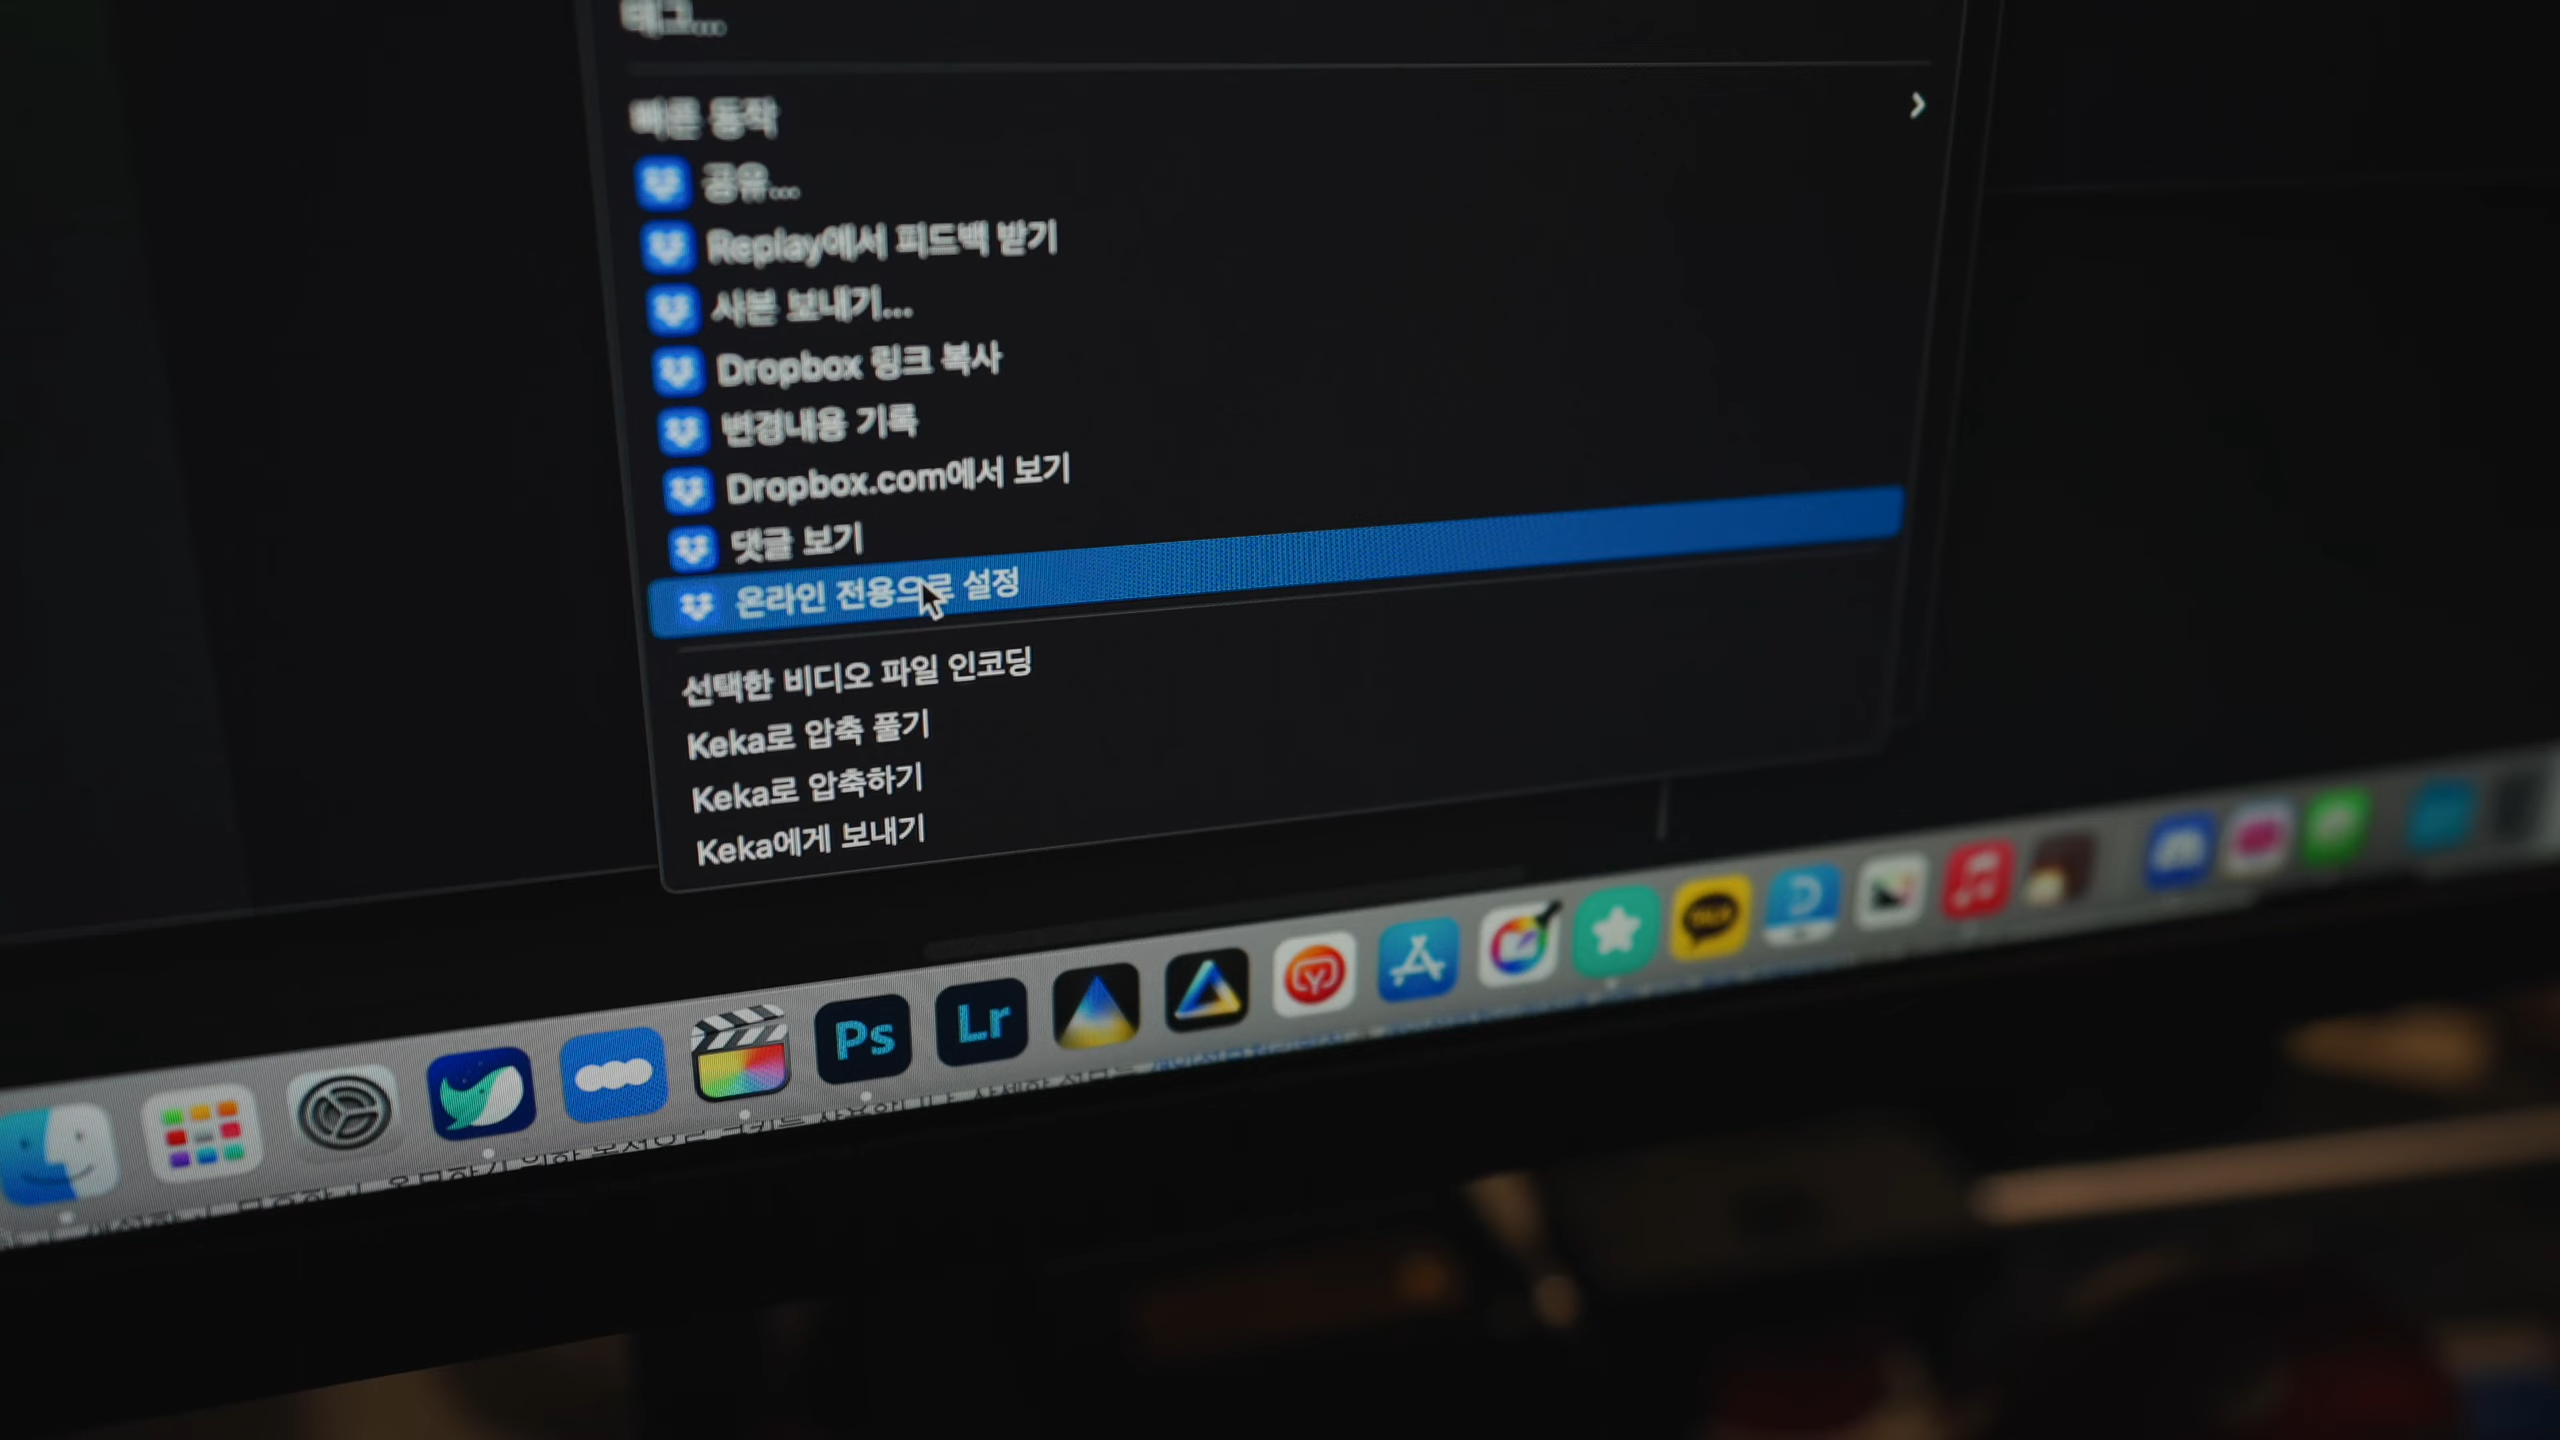 태그...
빠른 동작
공유...
Replay에서 피드백 받기
사본 보내기...
Dropbox 링크 복사
변경내용 기록
Dropbox.com에서 보기
댓글 보기
온라인 전용으로 설정
선택한 비디오 파일 인코딩
Keka로 압축 풀기
Keka로 압축하기
Keka에게 보내기
Ps
Lr
TALK